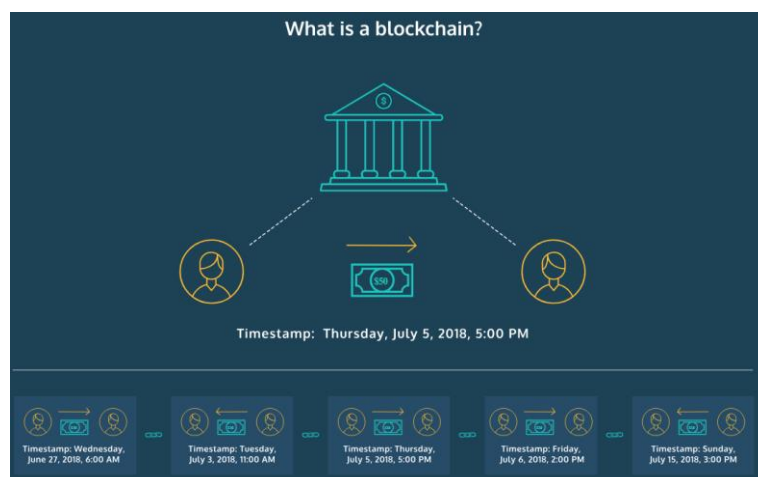 What is a blockchain?
$
$50
Timestamp: Thursday, July 5, 2018, 5:00 PM
Timestamp: Wednesday,
June 27, 2018, 6:00 AM
Timestamp: Tuesday,
July 3, 2018, 11:00 AM
Timestamp: Thursday,
July 5, 2018, 5:00 PM
Timestamp: Friday,
July 6, 2018, 2:00 PM
Timestamp: Sunday,
July 15, 2018, 3:00 PM